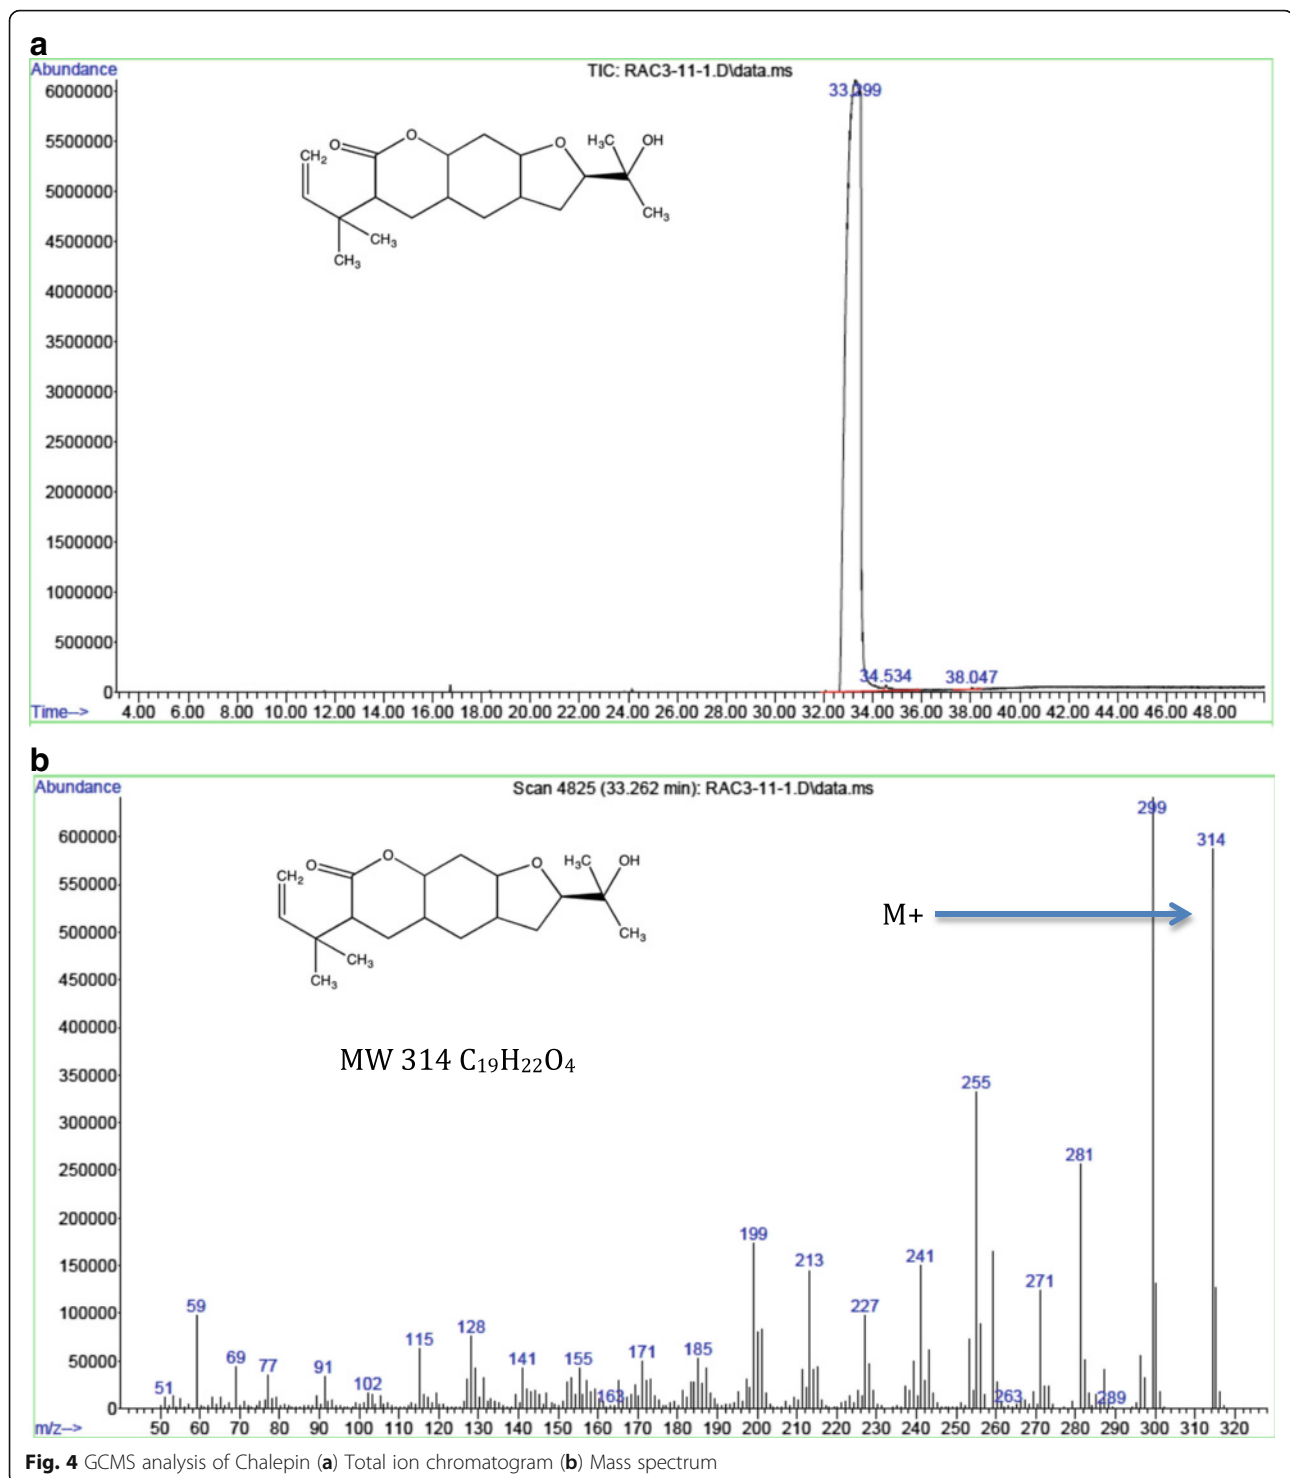 a
Abundance
TIC: RAC3-11-1.D\data.ms
6000000
5500000
5000000
4500000
4000000
3500000
3000000
2500000
2000000
1500000
1000000
500000
0
33.299
O
O
CH2
CH3
CH3
O
H3C
OH
CH3
34.534
38.047
Time-->
4.00 6.00 8.00 10.00 12.00 14.00 16.00 18.00 20.00 22.00 24.00 26.00 28.00 30.00 32.00 34.00 36.00 38.00 40.00 42.00 44.00 46.00 48.00
b
Abundance
Scan 4825 (33.262 min): RAC3-11-1.D\data.ms
600000
550000
500000
450000
400000
350000
300000
250000
200000
150000
100000
50000
0
O
O
CH2
CH3
CH3
O
H3C
OH
CH3
MW 314 C19H22O4
M+
299
314
255
281
199
213
241
271
227
59
69
77
51
91
102
115
128
141
155
163
171
185
263
289
m/z-->
50 60 70 80 90 100 110 120 130 140 150 160 170 180 190 200 210 220 230 240 250 260 270 280 290 300 310 320
Fig. 4 GCMS analysis of Chalepin (a) Total ion chromatogram (b) Mass spectrum